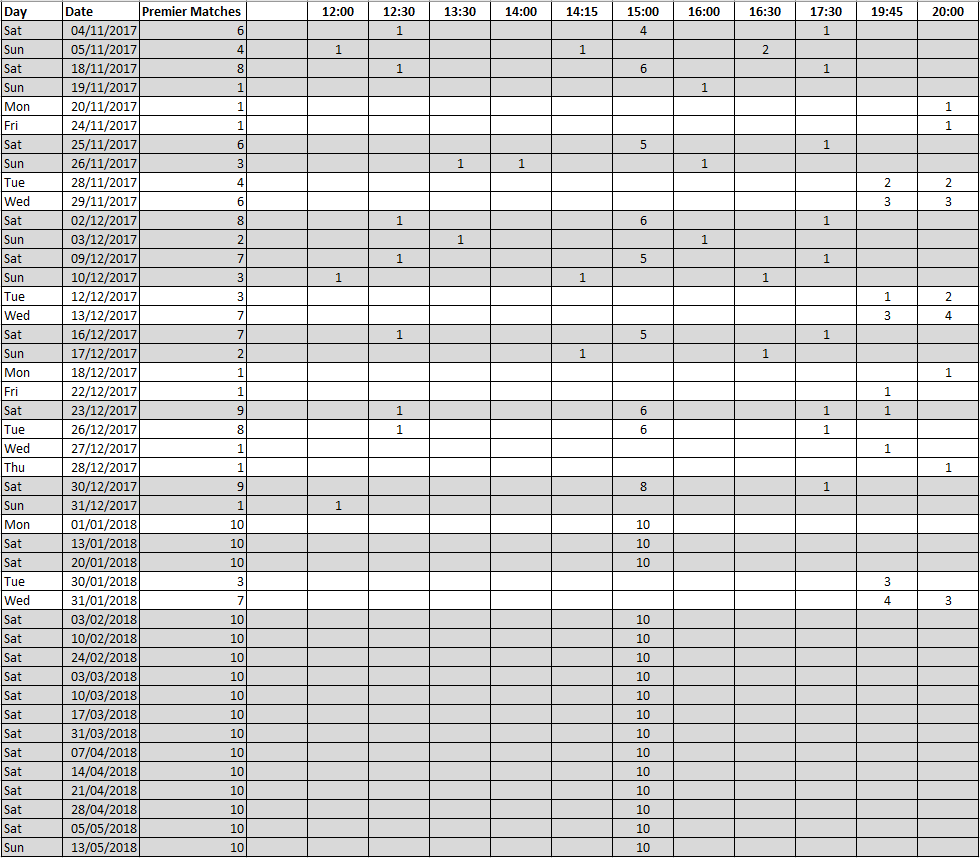 Day Date Premier Matches 12:00 12:30 13:30 14:00 14:15 15:00 16:00 16:30 17:30 19:45 20:00
Sat 04/11/2017 6 1 4 1
Sun 05/11/2017 4 1 1 2
Sat 18/11/2017 8 1 6 1
Sun 19/11/2017 1 1
Mon 20/11/2017 1 1
Fri 24/11/2017 1 1
Sat 25/11/2017 6 5 1
Sun 26/11/2017 3 1 1 1
Tue 28/11/2017 4 2 2
Wed 29/11/2017 6 3 3
Sat 02/12/2017 8 1 6 1
Sun 03/12/2017 2 1 1
Sat 09/12/2017 7 1 5 1
Sun 10/12/2017 3 1 1 1
Tue 12/12/2017 3 1 2
Wed 13/12/2017 7 3 4
Sat 16/12/2017 7 1 5 1
Sun 17/12/2017 2 1 1
Mon 18/12/2017 1 1
Fri 22/12/2017 1 1
Sat 23/12/2017 9 1 6 1 1
Tue 26/12/2017 8 1 6 1
Wed 27/12/2017 1 1
Thu 28/12/2017 1 1
Sat 30/12/2017 9 8 1
Sun 31/12/2017 1 1
Mon 01/01/2018 10 10
Sat 13/01/2018 10 10
Sat 20/01/2018 10 10
Tue 30/01/2018 3 3
Wed 31/01/2018 7 4 3
Sat 03/02/2018 10 10
Sat 10/02/2018 10 10
Sat 24/02/2018 10 10
Sat 03/03/2018 10 10
Sat 10/03/2018 10 10
Sat 17/03/2018 10 10
Sat 31/03/2018 10 10
Sat 07/04/2018 10 10
Sat 14/04/2018 10 10
Sat 21/04/2018 10 10
Sat 28/04/2018 10 10
Sat 05/05/2018 10 10
Sun 13/05/2018 10 10